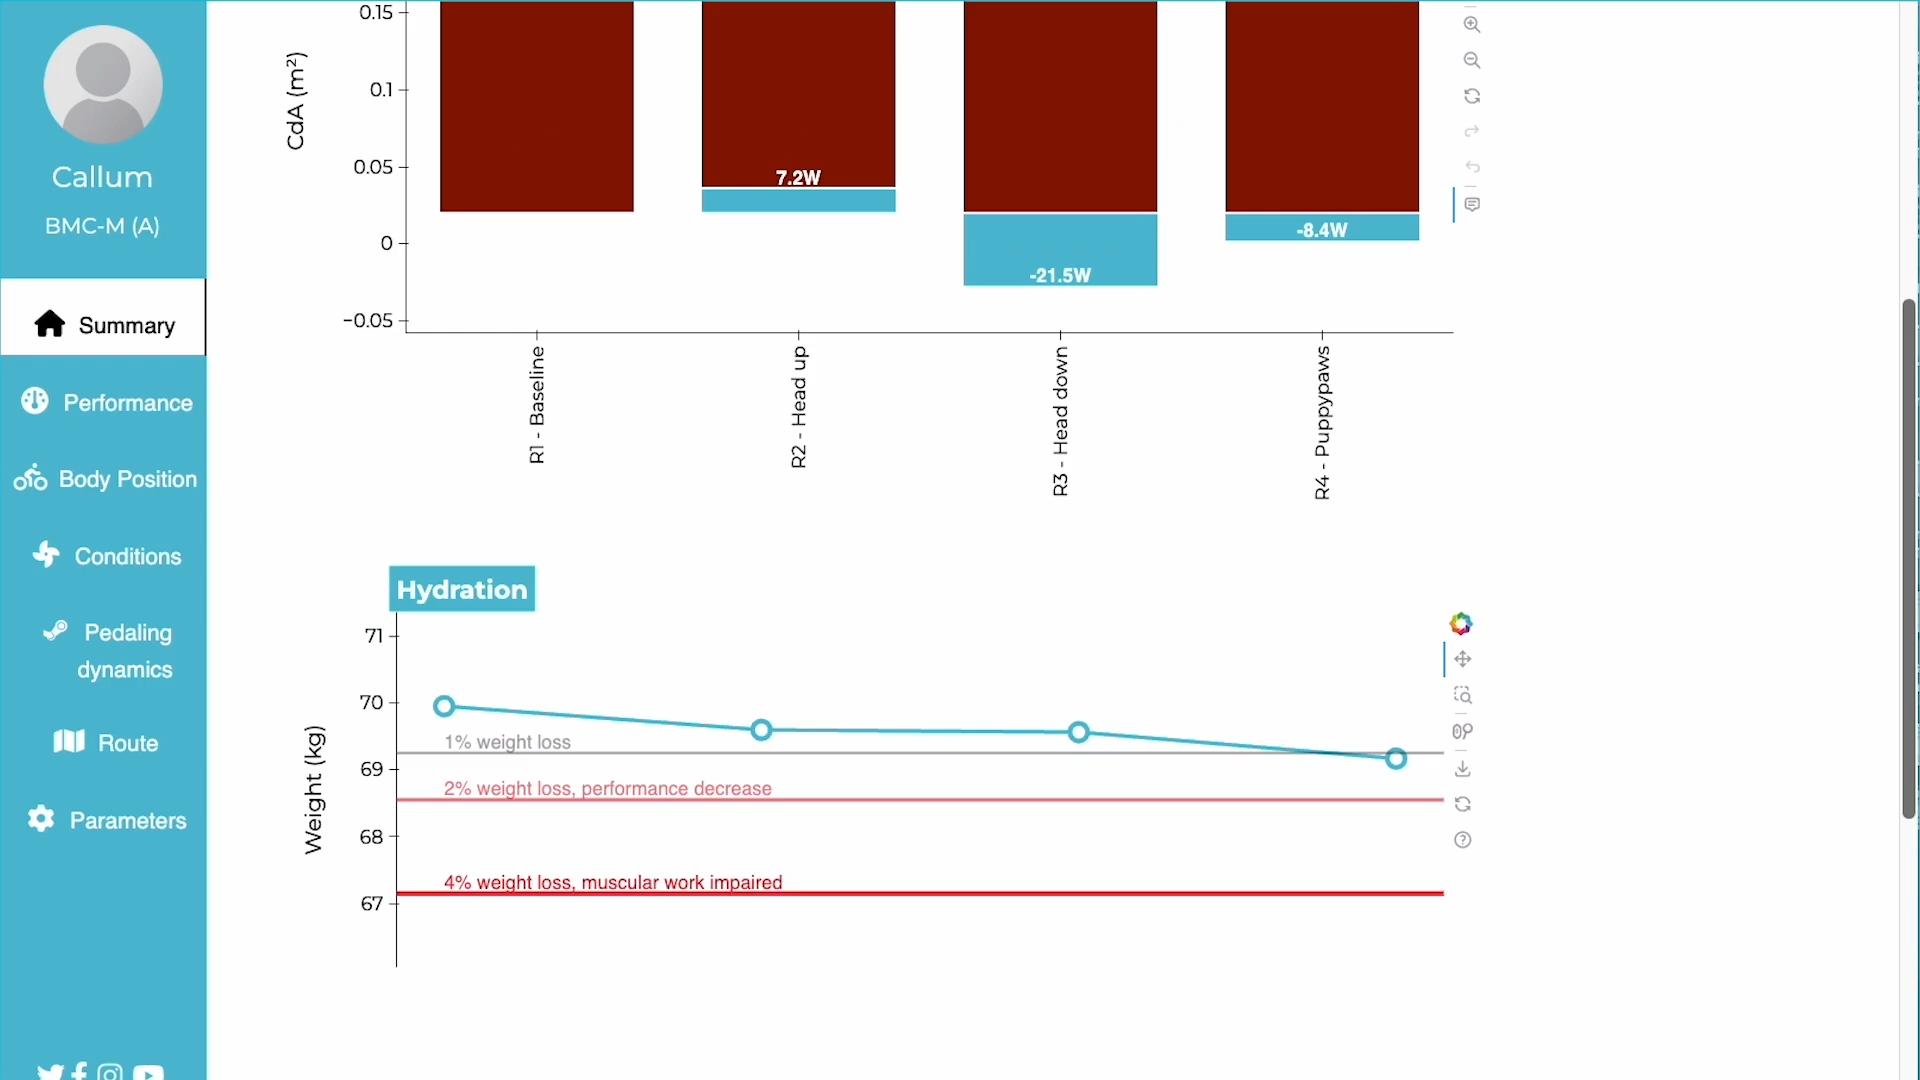 Callum
BMC-M (A)
Summary
Performance
Body Position
Conditions
Pedaling
dynamics
Route
Parameters
CdA (m²)
0.15
0.1
0.05
0
−0.05
7.2W
-21.5W
-8.4W
R1 - Baseline
R2 - Head up
R3 - Head down
R4 - Puppypaws
Hydration
Weight (kg)
71
70
69
68
67
1% weight loss
2% weight loss, performance decrease
4% weight loss, muscular work impaired